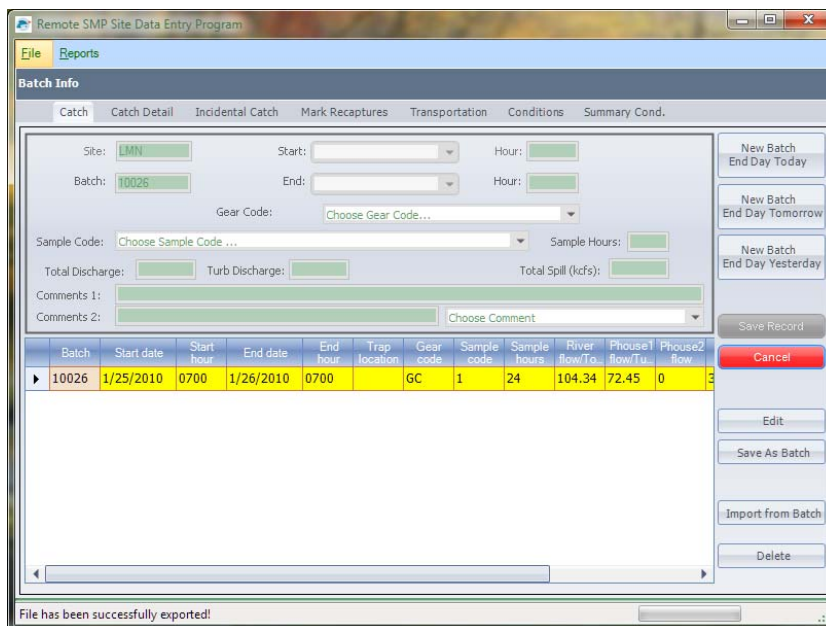 Remote SMP Site Data Entry Program
File Reports
Batch Info
Catch Catch Detail Incidental Catch Mark Recaptures Transportation Conditions Summary Cond.
Site: LMN Start: Hour:
Batch: 10026 End: Hour:
Gear Code: Choose Gear Code...
Sample Code: Choose Sample Code ... Sample Hours:
Total Discharge: Turb Discharge: Total Spill (kcfs):
Comments 1:
Comments 2: Choose Comment
New Batch
End Day Today
New Batch
End Day Tomorrow
New Batch
End Day Yesterday
Save Record
Cancel
Edit
Save As Batch
Import from Batch
Delete
Batch Start date Start hour End date End hour Trap location Gear code Sample code Sample hours River flow/To... Phouse1 flow/Tu... Phouse2 flow
10026 1/25/2010 0700 1/26/2010 0700 GC 1 24 104.34 72.45 0 3
File has been successfully exported!